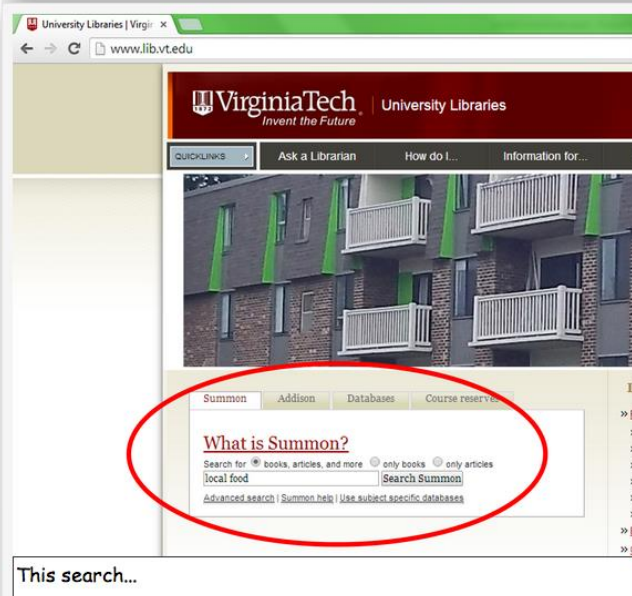 University Libraries | Virgir
www.lib.vt.edu
1872
VirginiaTech University Libraries
Invent the Future
QUICKLINKS Ask a Librarian How do I... Information for...
Summon Addison Databases Course reserves
What is Summon?
Search for books, articles, and more only books only articles
local food Search Summon
Advanced search | Summon help | Use subject specific databases
This search...